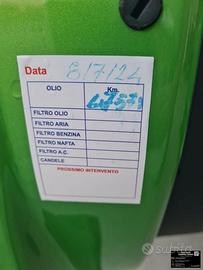 Data 8/7/24
OLIO Km.
FILTRO OLIO
FILTRO ARIA
FILTRO BENZINA
FILTRO NAFTA
FILTRO A.C.
CANDELE
PROSSIMO INTERVENTO
subito